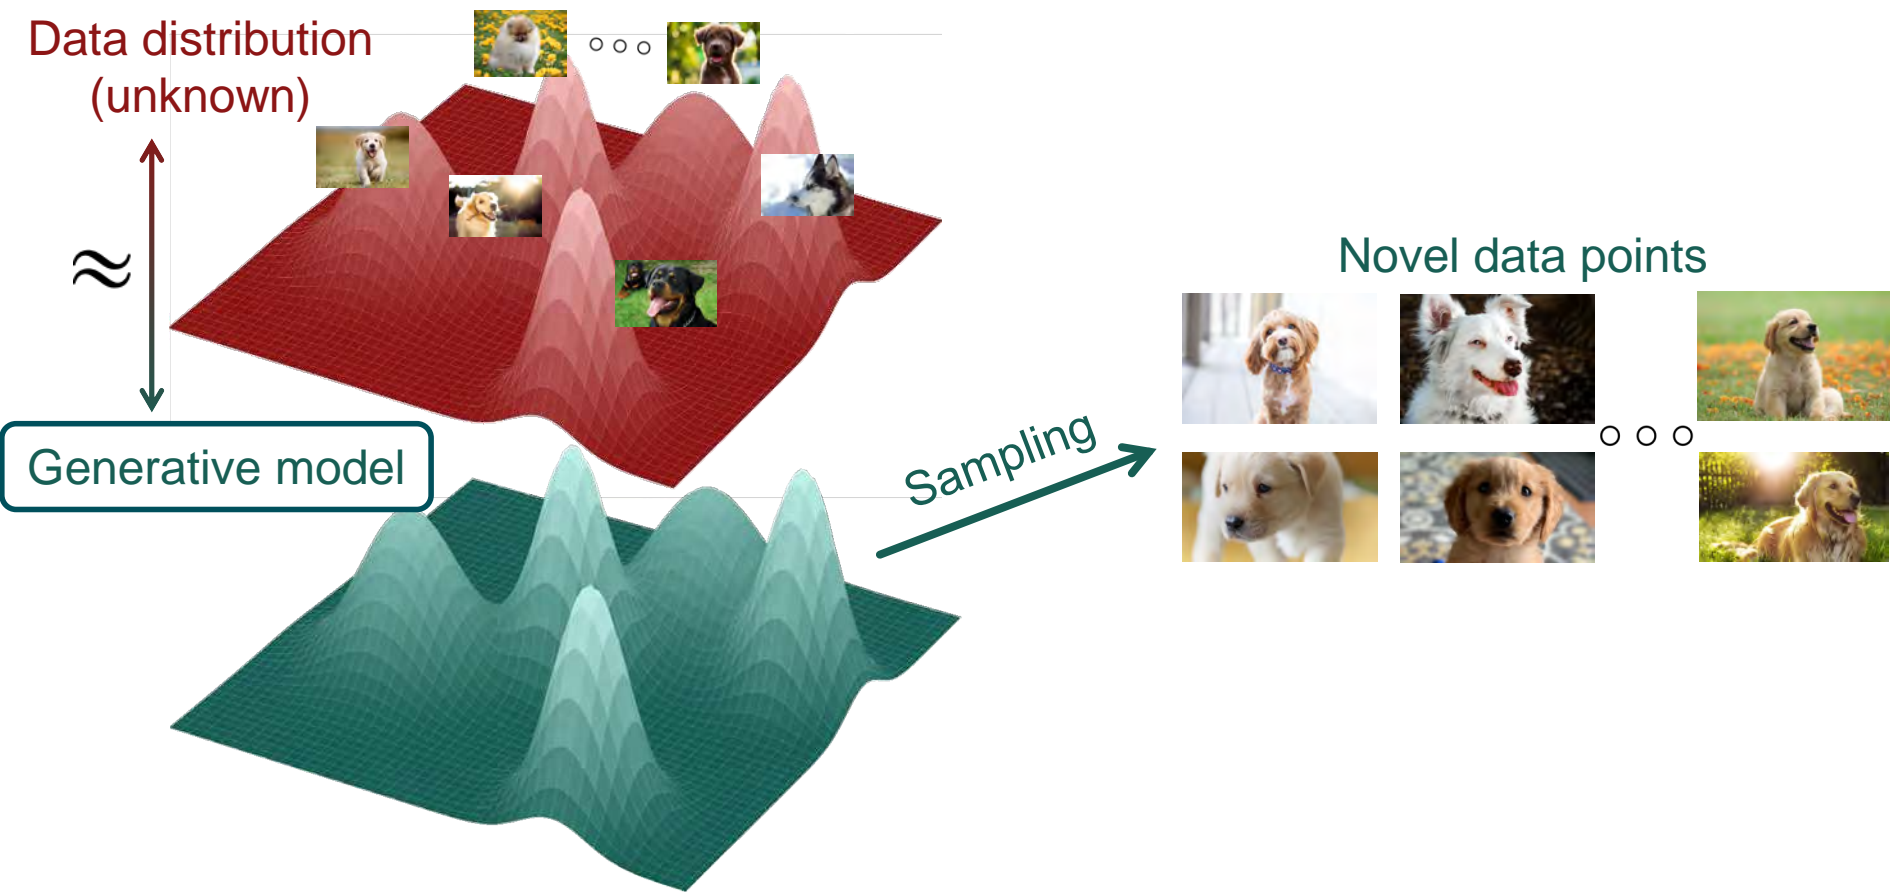 Data distribution
(unknown)
≈
Generative model
Sampling
Novel data points